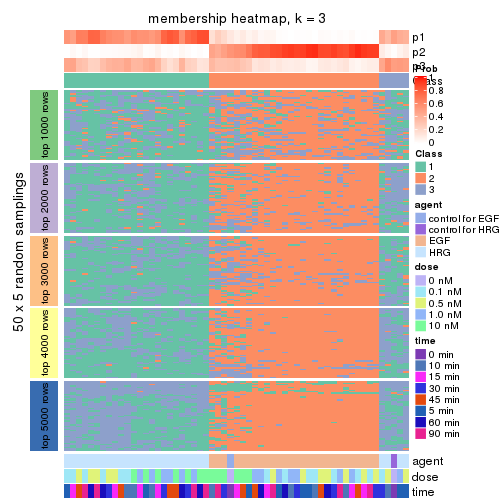 membership heatmap, k = 3
p1
p2
p3
Prob
1
0.8
0.6
0.4
0.2
0
Class
Class
1
2
3
agent
control for EGF
control for HRG
EGF
HRG
dose
0 nM
0.1 nM
0.5 nM
1.0 nM
10 nM
time
0 min
10 min
15 min
30 min
45 min
5 min
60 min
90 min
50 x 5 random samplings
top 1000 rows
top 2000 rows
top 3000 rows
top 4000 rows
top 5000 rows
agent
dose
time